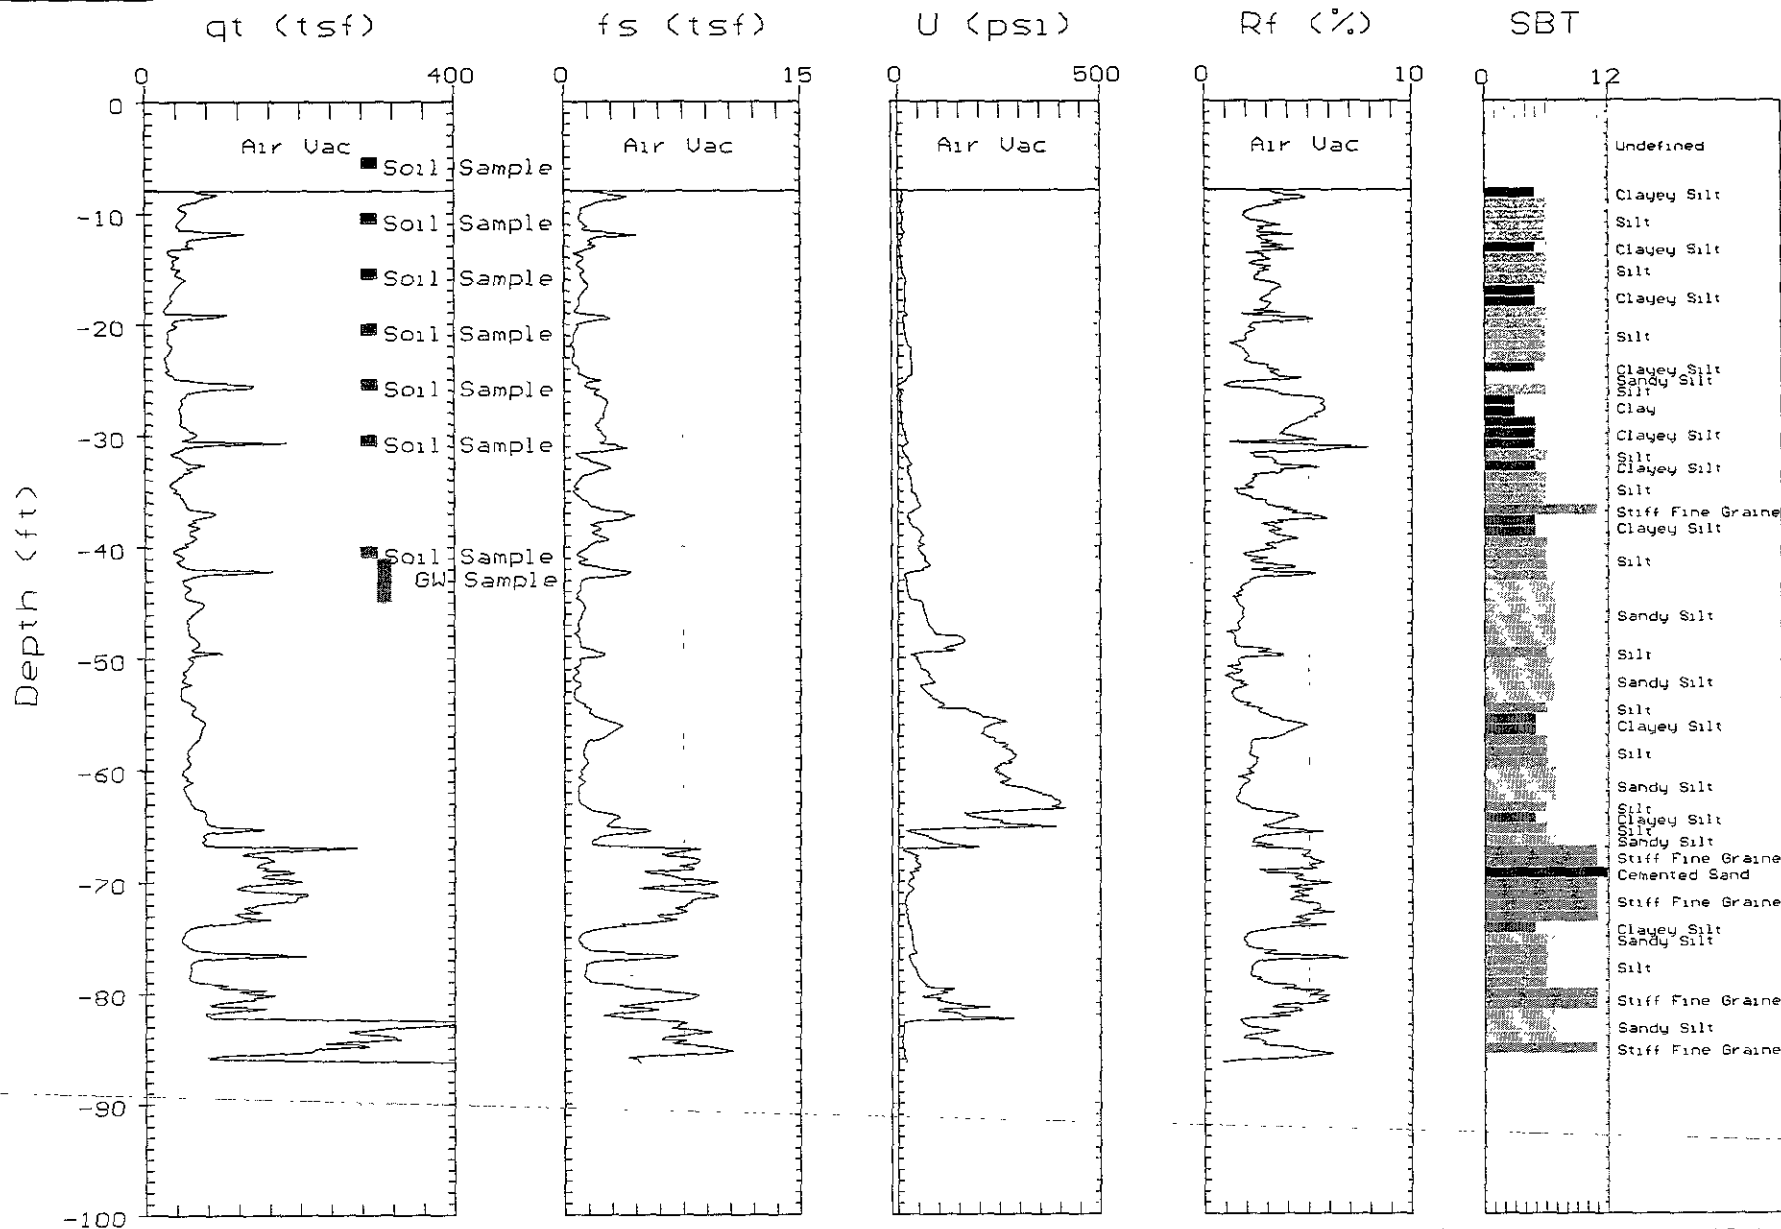 qt (tsf)
fs (tsf)
U (psi)
Rf (%)
SBT
0 400
0 15
0 500
0 10
0 12
Depth (ft)
0
-10
-20
-30
-40
-50
-60
-70
-80
-90
-100
Air Vac
Air Vac
Air Vac
Air Vac
Soil Sample
Soil Sample
Soil Sample
Soil Sample
Soil Sample
Soil Sample
Soil Sample
GW Sample
Undefined
Clayey Silt
Silt
Clayey Silt
Silt
Clayey Silt
Silt
Clayey Silt
Sandy Silt
Silt
Clay
Clayey Silt
Silt
Clayey Silt
Silt
Stiff Fine Graine
Clayey Silt
Silt
Sandy Silt
Silt
Sandy Silt
Silt
Clayey Silt
Silt
Sandy Silt
Silt
Clayey Silt
Silt
Sandy Silt
Stiff Fine Graine
Cemented Sand
Stiff Fine Graine
Clayey Silt
Sandy Silt
Silt
Stiff Fine Graine
Sandy Silt
Stiff Fine Graine